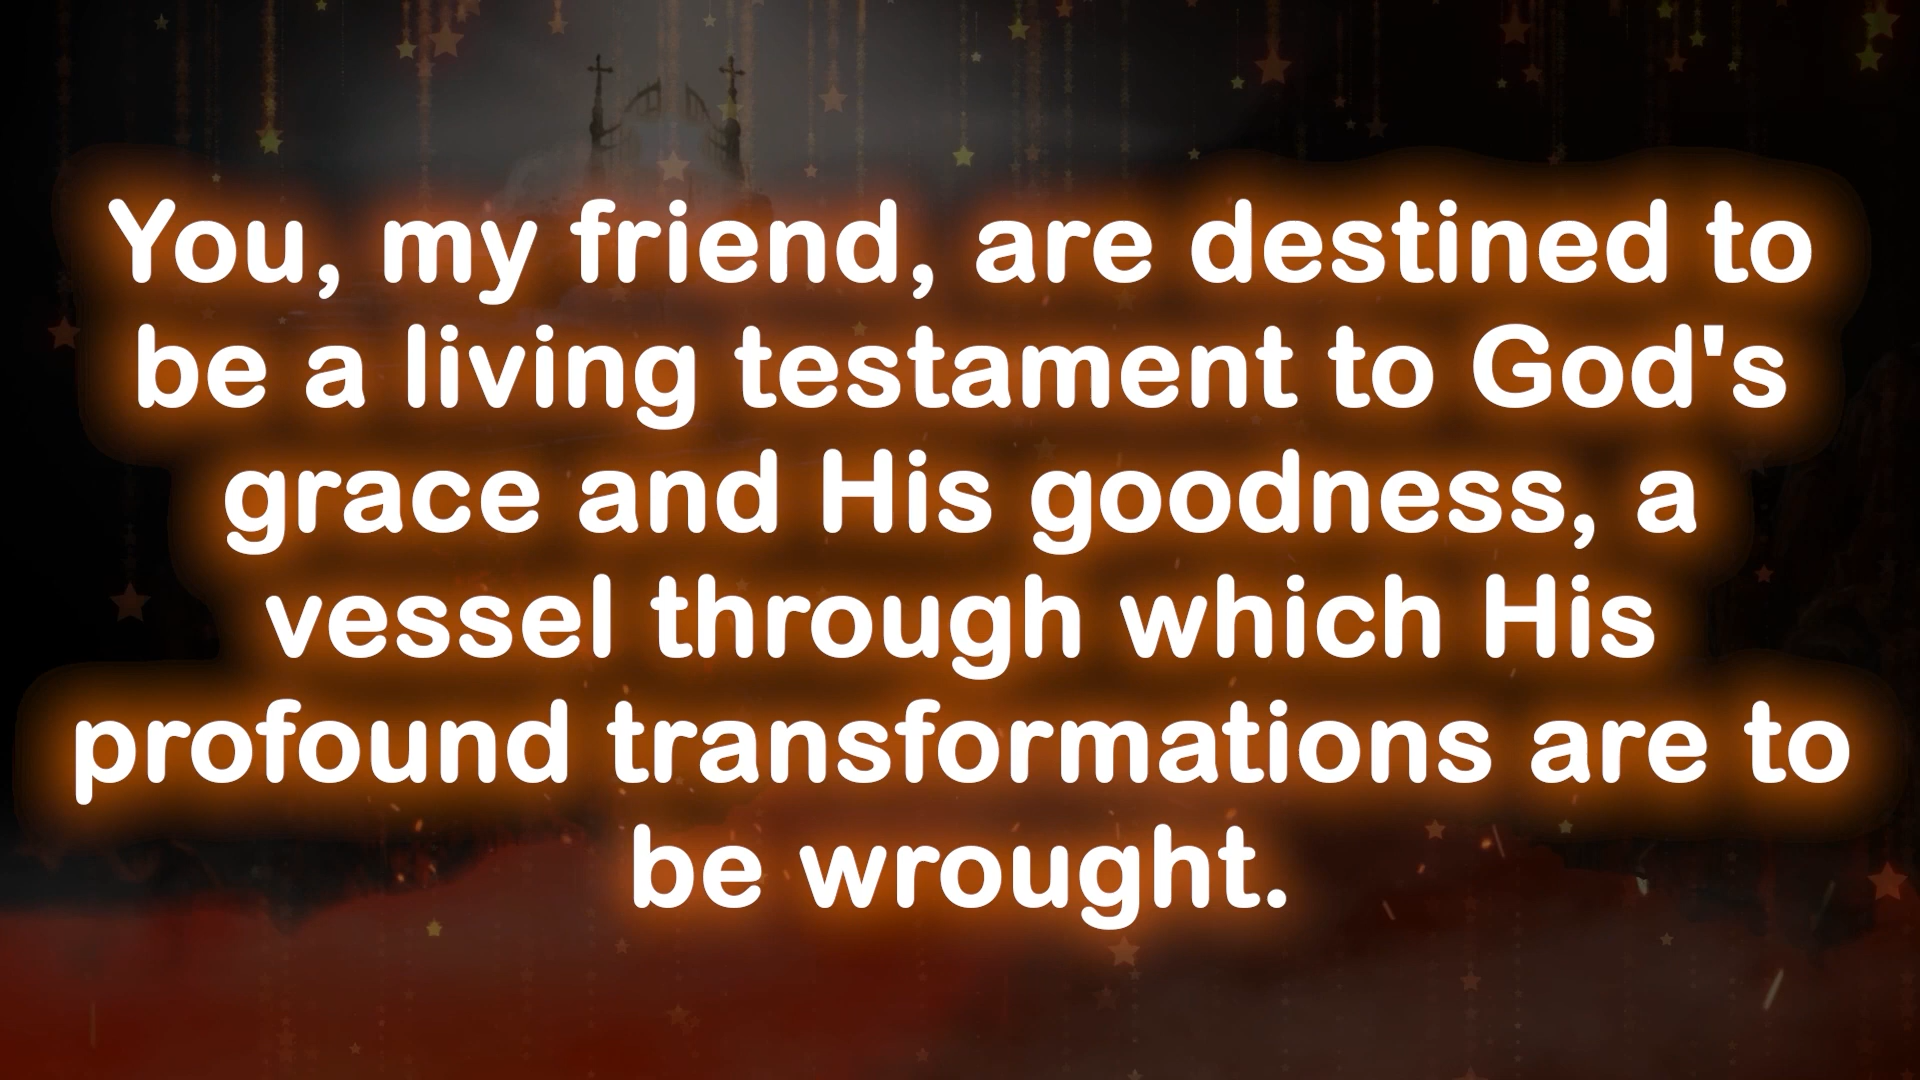 You, my friend, are destined to
be a living testament to God's
grace and His goodness, a
vessel through which His
profound transformations are to
be wrought.